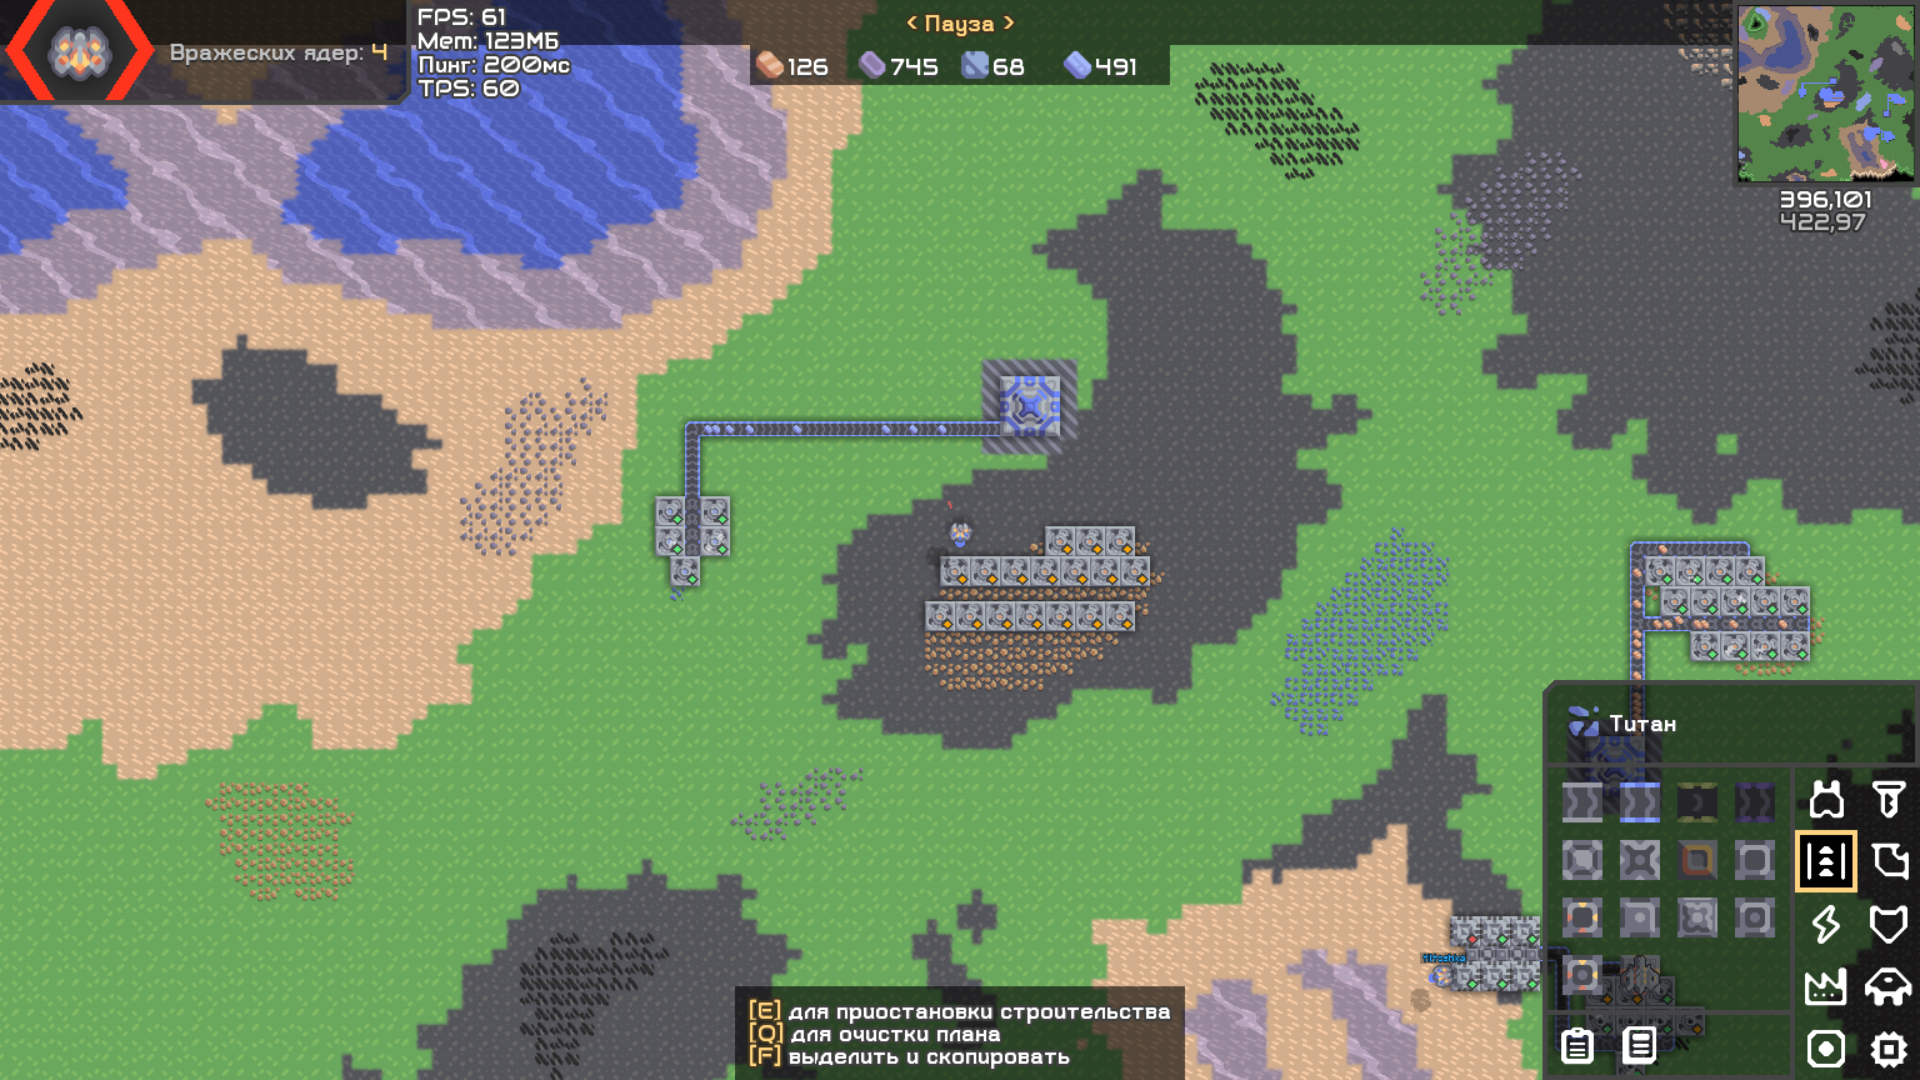 Вражеских ядер: 4
FPS: 61
Mem: 123МБ
Пинг: 200мс
TPS: 60
< Пауза >
126 745 68 491
396,101
422,97
Титан
[E] для приостановки строительства
[Q] для очистки плана
[F] выделить и скопировать